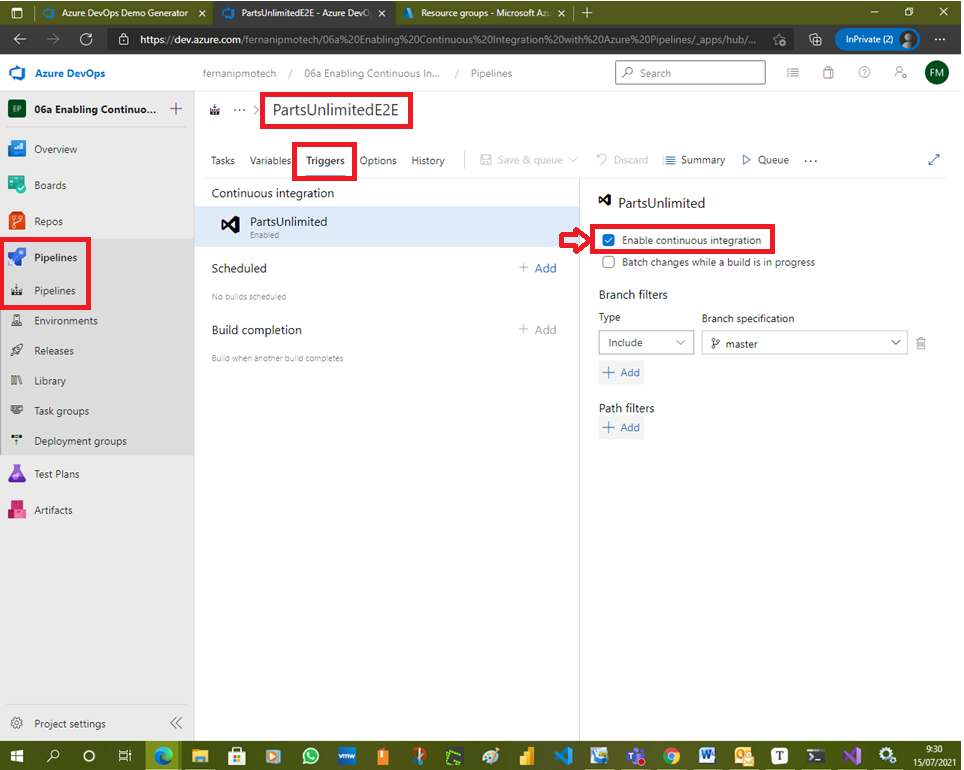 Azure DevOps Demo Generator
PartsUnlimitedE2E - Azure DevO
Resource groups - Microsoft Azu
https://dev.azure.com/fernanipmotech/06a%20Enabling%20Continuous%20Integration%20with%20Azure%20Pipelines/_apps/hub/...
InPrivate (2)
Azure DevOps
fernanipmotech / 06a Enabling Continuous In... / Pipelines
Search
FM
EP
06a Enabling Continuo...
PartsUnlimitedE2E
Overview
Boards
Repos
Pipelines
Pipelines
Environments
Releases
Library
Task groups
Deployment groups
Test Plans
Artifacts
Project settings
Tasks Variables Triggers Options History
Save & queue Discard Summary Queue
Continuous integration
PartsUnlimited
Enabled
Scheduled
+ Add
No builds scheduled
Build completion
+ Add
Build when another build completes
PartsUnlimited
Enable continuous integration
Batch changes while a build is in progress
Branch filters
Type
Branch specification
Include
master
+ Add
Path filters
+ Add
vmw
9:30
15/07/2021